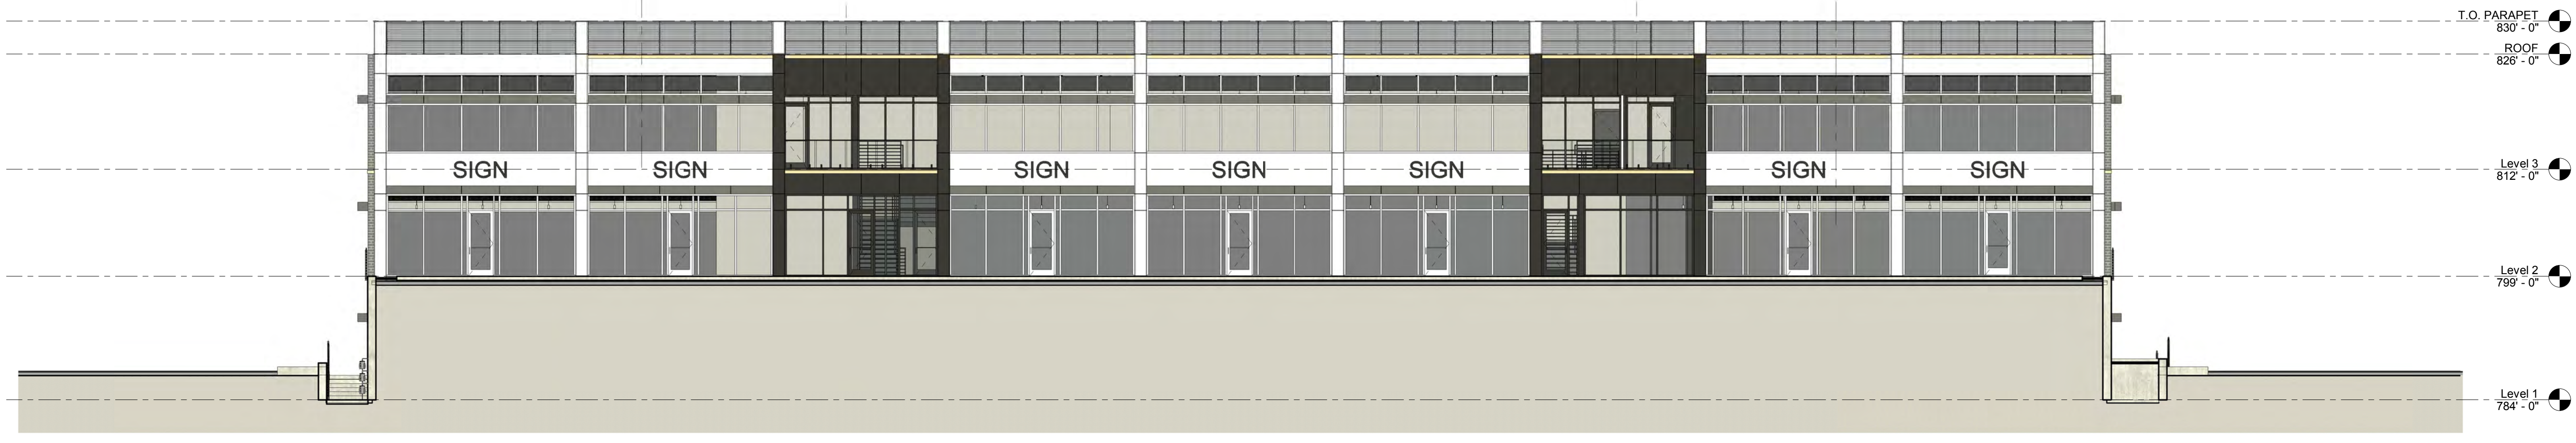 T.O. PARAPET
830' - 0"
ROOF
826' - 0"
SIGN SIGN SIGN SIGN SIGN SIGN SIGN
Level 3
812' - 0"
Level 2
799' - 0"
Level 1
784' - 0"